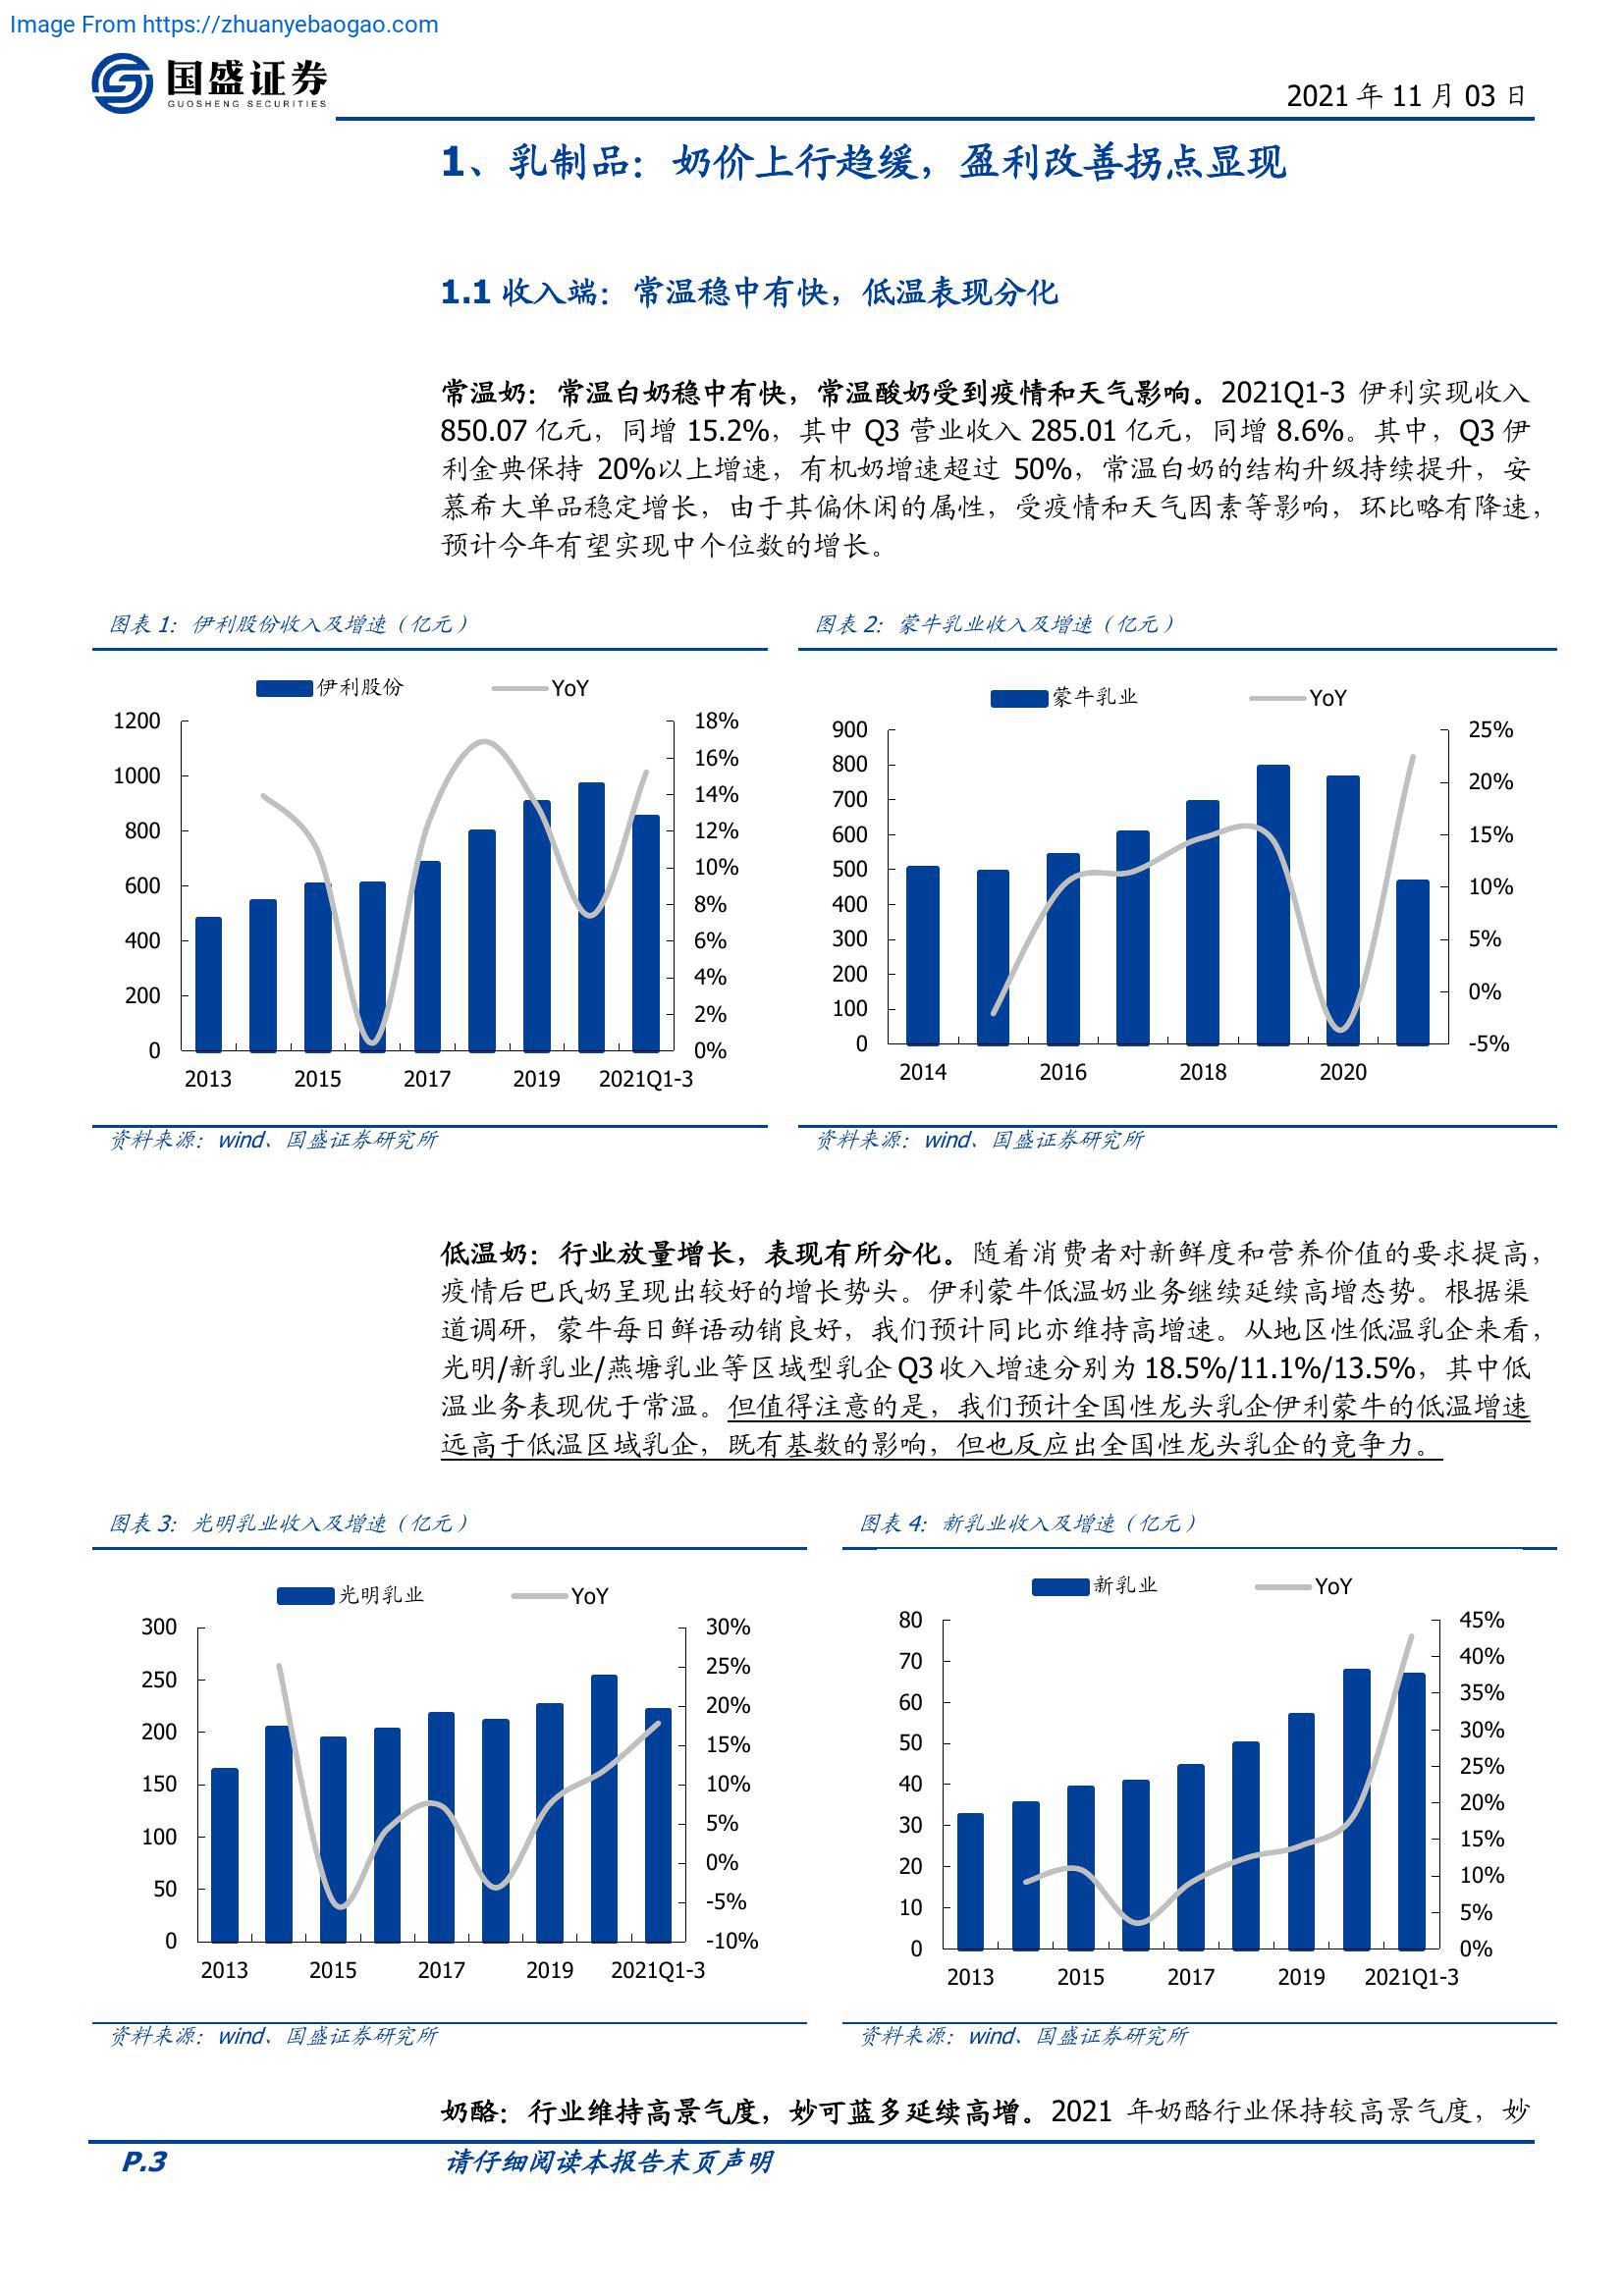 Image From https://zhuanyebaogao.com
国盛证券
GUOSHENG SECURITIES
2021 年 11 月 03 日
1、乳制品：奶价上行趋缓，盈利改善拐点显现
1.1 收入端：常温稳中有快，低温表现分化
常温奶：常温白奶稳中有快，常温酸奶受到疫情和天气影响。2021Q1-3 伊利实现收入
850.07 亿元，同增 15.2%，其中 Q3 营业收入 285.01 亿元，同增 8.6%。其中，Q3 伊
利金典保持 20%以上增速，有机奶增速超过 50%，常温白奶的结构升级持续提升，安
慕希大单品稳定增长，由于其偏休闲的属性，受疫情和天气因素等影响，环比略有降速，
预计今年有望实现中个位数的增长。
图表 1：伊利股份收入及增速（亿元）
伊利股份
YoY
1200
1000
800
600
400
200
0
18%
16%
14%
12%
10%
8%
6%
4%
2%
0%
2013
2015
2017
2019
2021Q1-3
资料来源：wind、国盛证券研究所
图表 2：蒙牛乳业收入及增速（亿元）
蒙牛乳业
YoY
900
800
700
600
500
400
300
200
100
0
25%
20%
15%
10%
5%
0%
-5%
2014
2016
2018
2020
资料来源：wind、国盛证券研究所
低温奶：行业放量增长，表现有所分化。随着消费者对新鲜度和营养价值的要求提高，
疫情后巴氏奶呈现出较好的增长势头。伊利蒙牛低温奶业务继续延续高增态势。根据渠
道调研，蒙牛每日鲜语动销良好，我们预计同比亦维持高增速。从地区性低温乳企来看，
光明/新乳业/燕塘乳业等区域型乳企 Q3 收入增速分别为 18.5%/11.1%/13.5%，其中低
温业务表现优于常温。但值得注意的是，我们预计全国性龙头乳企伊利蒙牛的低温增速
远高于低温区域乳企，既有基数的影响，但也反应出全国性龙头乳企的竞争力。
图表 3：光明乳业收入及增速（亿元）
光明乳业
YoY
300
250
200
150
100
50
0
30%
25%
20%
15%
10%
5%
0%
-5%
-10%
2013
2015
2017
2019
2021Q1-3
资料来源：wind、国盛证券研究所
图表 4：新乳业收入及增速（亿元）
新乳业
YoY
80
70
60
50
40
30
20
10
0
45%
40%
35%
30%
25%
20%
15%
10%
5%
0%
2013
2015
2017
2019
2021Q1-3
资料来源：wind、国盛证券研究所
奶酪：行业维持高景气度，妙可蓝多延续高增。2021 年奶酪行业保持较高景气度，妙
P.3
请仔细阅读本报告末页声明